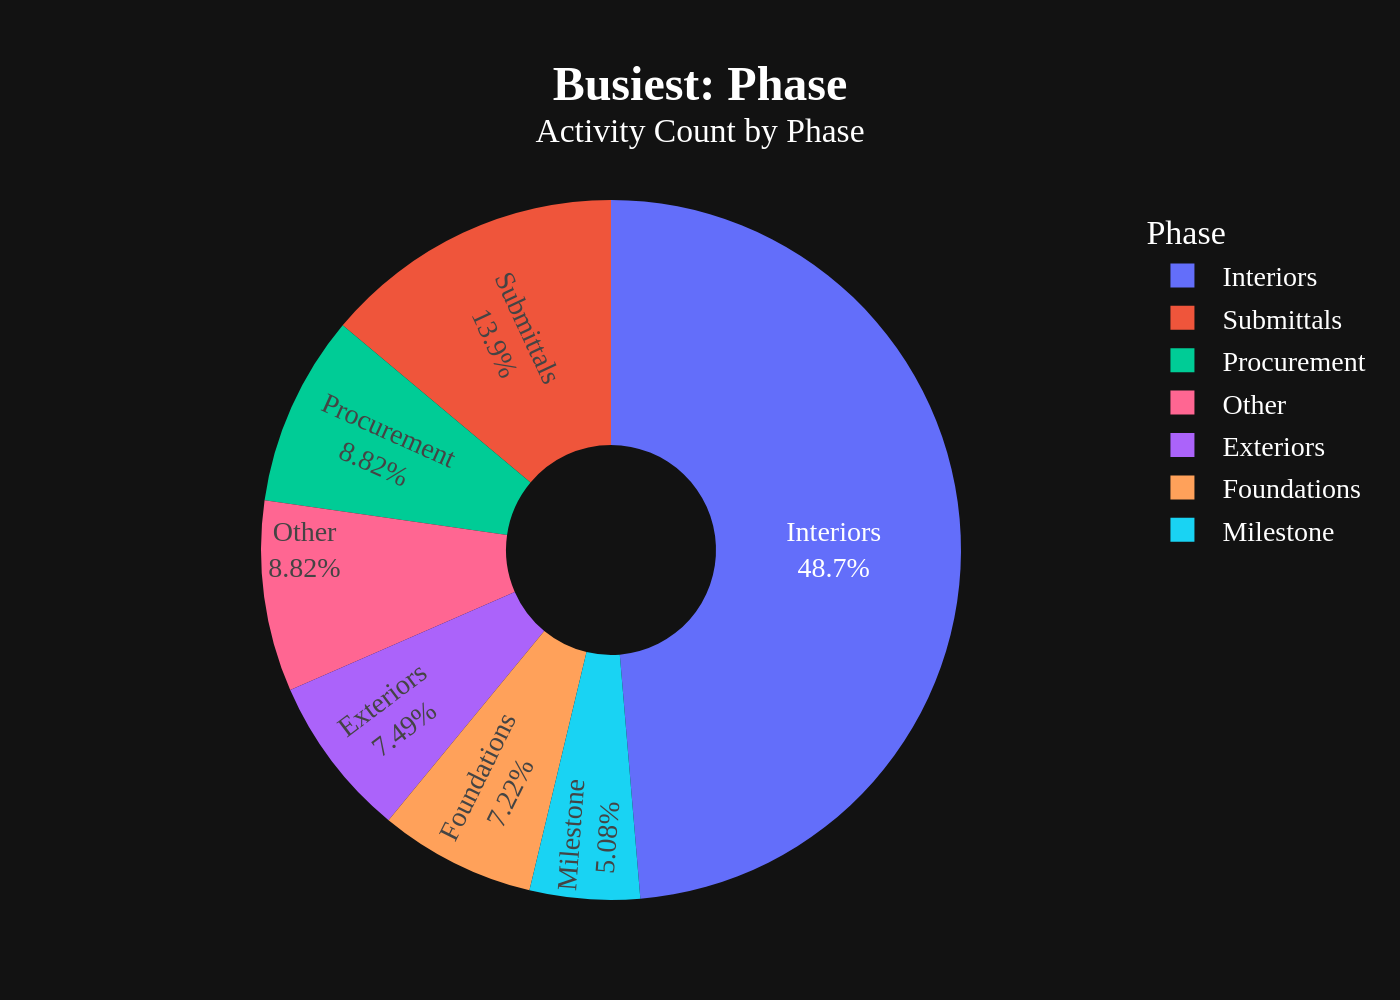 Busiest: Phase
Activity Count by Phase
Submittals
13.9%
Procurement
8.82%
Other
8.82%
Exteriors
7.49%
Foundations
7.22%
Milestone
5.08%
Interiors
48.7%
Phase
Interiors
Submittals
Procurement
Other
Exteriors
Foundations
Milestone